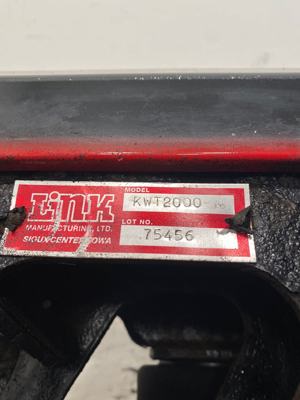 Link
MANUFACTURING, LTD.
SIOUX CENTER, IOWA
MODEL
KWT2000-
LOT NO.
75456